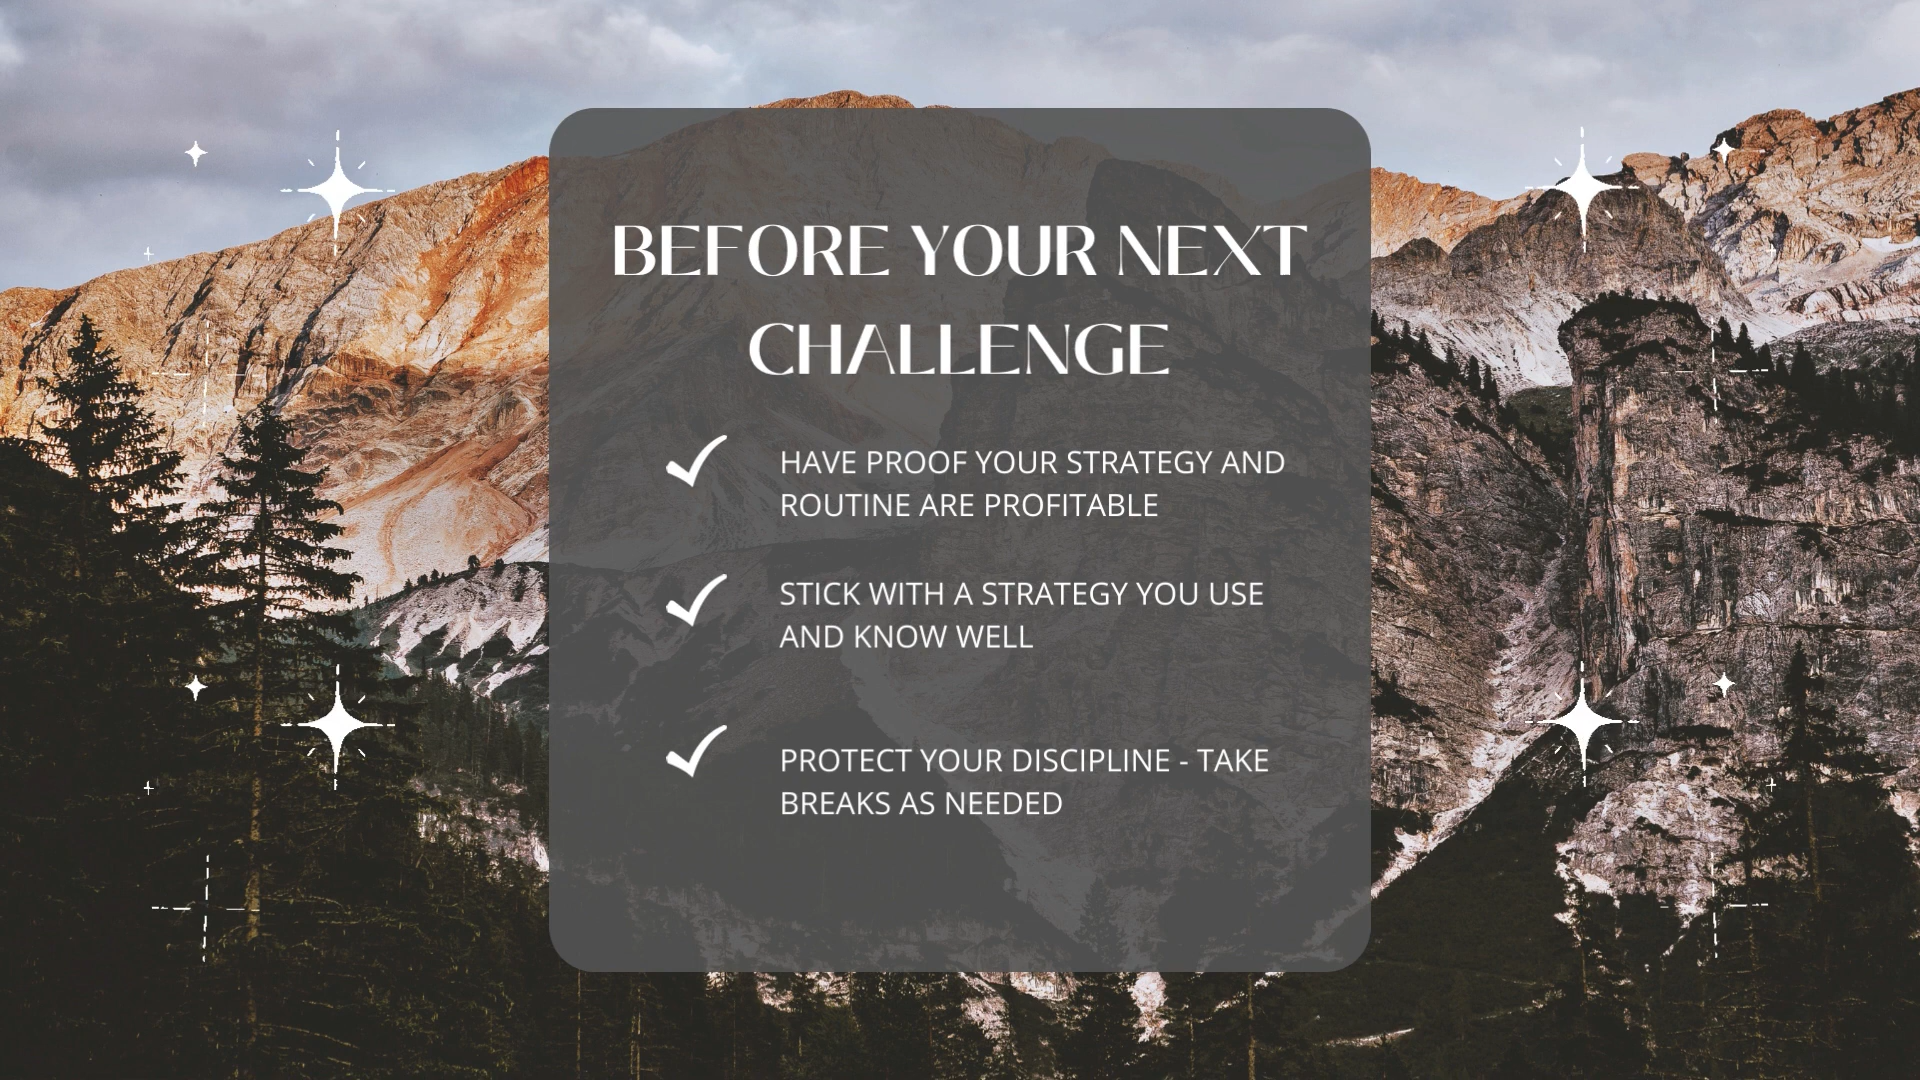 BEFORE YOUR NEXT
CHALLENGE
HAVE PROOF YOUR STRATEGY AND
ROUTINE ARE PROFITABLE
STICK WITH A STRATEGY YOU USE
AND KNOW WELL
PROTECT YOUR DISCIPLINE - TAKE
BREAKS AS NEEDED